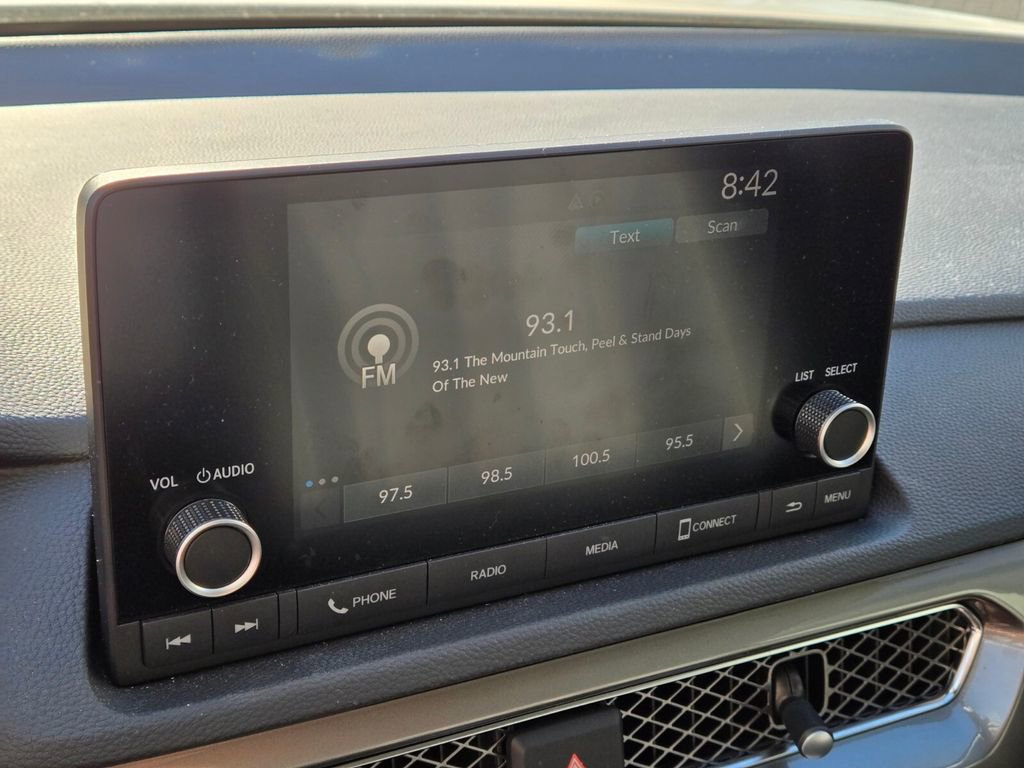 8:42
Text Scan
93.1
93.1 The Mountain Touch, Peel & Stand Days
Of The New
FM
LIST SELECT
VOL AUDIO
97.5 98.5 100.5 95.5
PHONE RADIO MEDIA CONNECT MENU